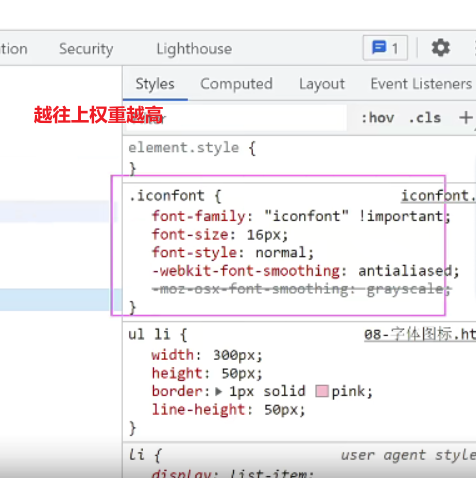 tion Security Lighthouse 1
Styles Computed Layout Event Listeners
越往上权重越高
:hov .cls +
element.style {
}
.iconfont { iconfont.
font-family: "iconfont" !important;
font-size: 16px;
font-style: normal;
-webkit-font-smoothing: antialiased;
-moz-osx-font-smoothing: grayscale;
}
ul li { 08-字体图标.ht
width: 300px;
height: 50px;
border: 1px solid pink;
line-height: 50px;
}
li { user agent style
display: list-item;